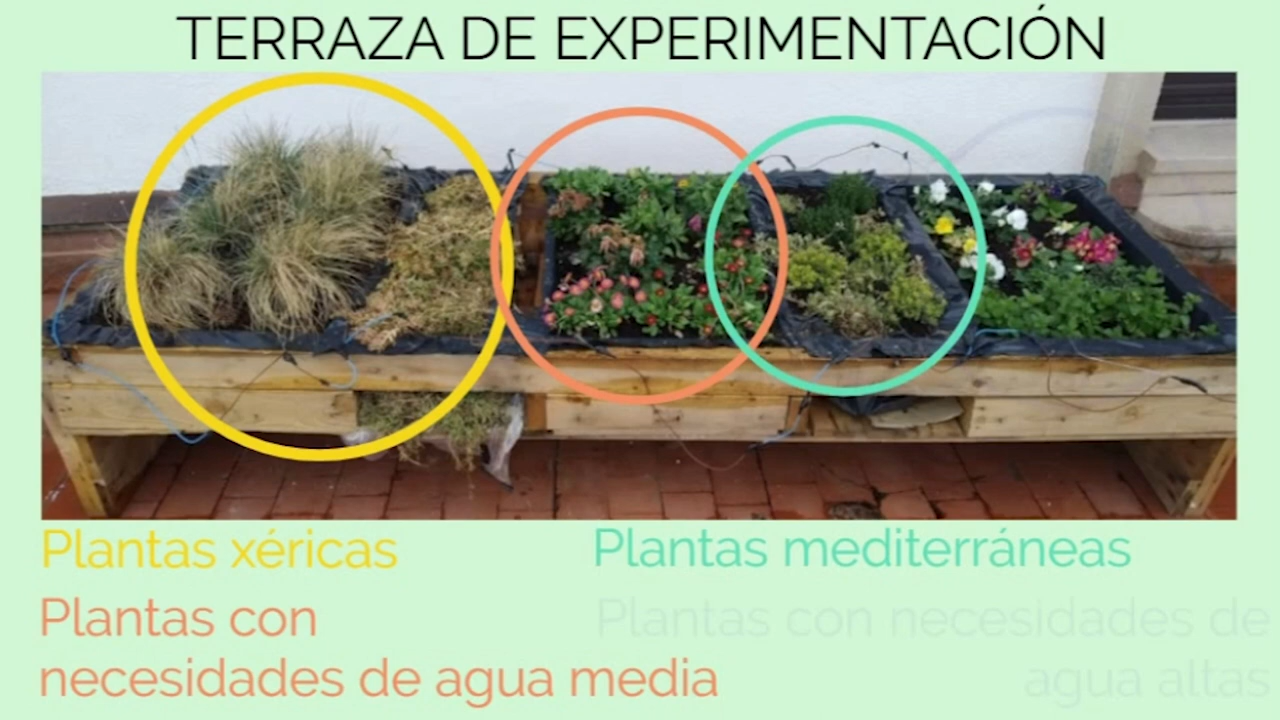 TERRAZA DE EXPERIMENTACIÓN
Plantas xéricas
Plantas mediterráneas
Plantas con
necesidades de agua media
Plantas con necesidades de
agua altas